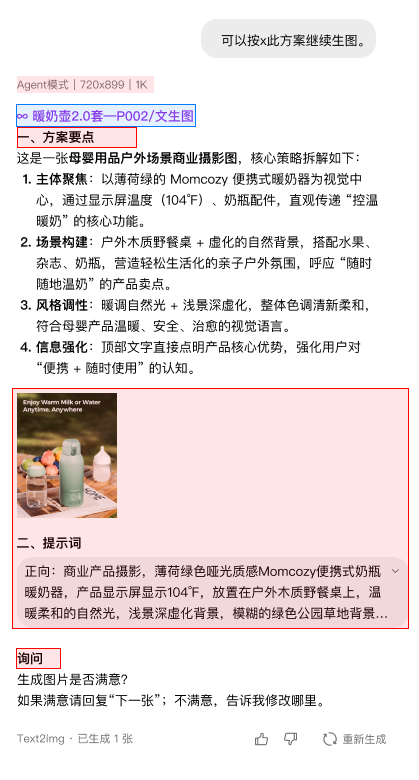 可以按x此方案继续生图。
Agent模式｜720x869｜1K
暖奶壶2.0套—P002/文生图
一、方案要点
这是一张母婴用品户外场景商业摄影图，核心策略拆解如下：
1. 主体聚焦：以薄荷绿的 Momcozy 便携式暖奶器为视觉中
心，通过显示屏温度（104℉）、奶瓶配件，直观传递“控温
暖奶”的核心功能。
2. 场景构建：户外木质野餐桌 + 虚化的自然背景，搭配水果、
杂志、奶瓶，营造轻松生活化的亲子户外氛围，呼应“随时
随地温奶”的产品卖点。
3. 风格调性：暖调自然光 + 浅景深虚化，整体色调清新柔和，
符合母婴产品温暖、安全、治愈的视觉语言。
4. 信息强化：顶部文字直接点明产品核心优势，强化用户对
“便携 + 随时使用”的认知。
Enjoy Warm Milk or Water
Anytime, Anywhere
HOME
二、提示词
正向：商业产品摄影，薄荷绿色哑光质感Momcozy便携式奶瓶
暖奶器，产品显示屏显示104℉，放置在户外木质野餐桌上，温
暖柔和的自然光，浅景深虚化背景，模糊的绿色公园草地背景...
询问
生成图片是否满意？
如果满意请回复“下一张”；不满意，告诉我修改哪里。
Text2img · 已生成 1 张
重新生成